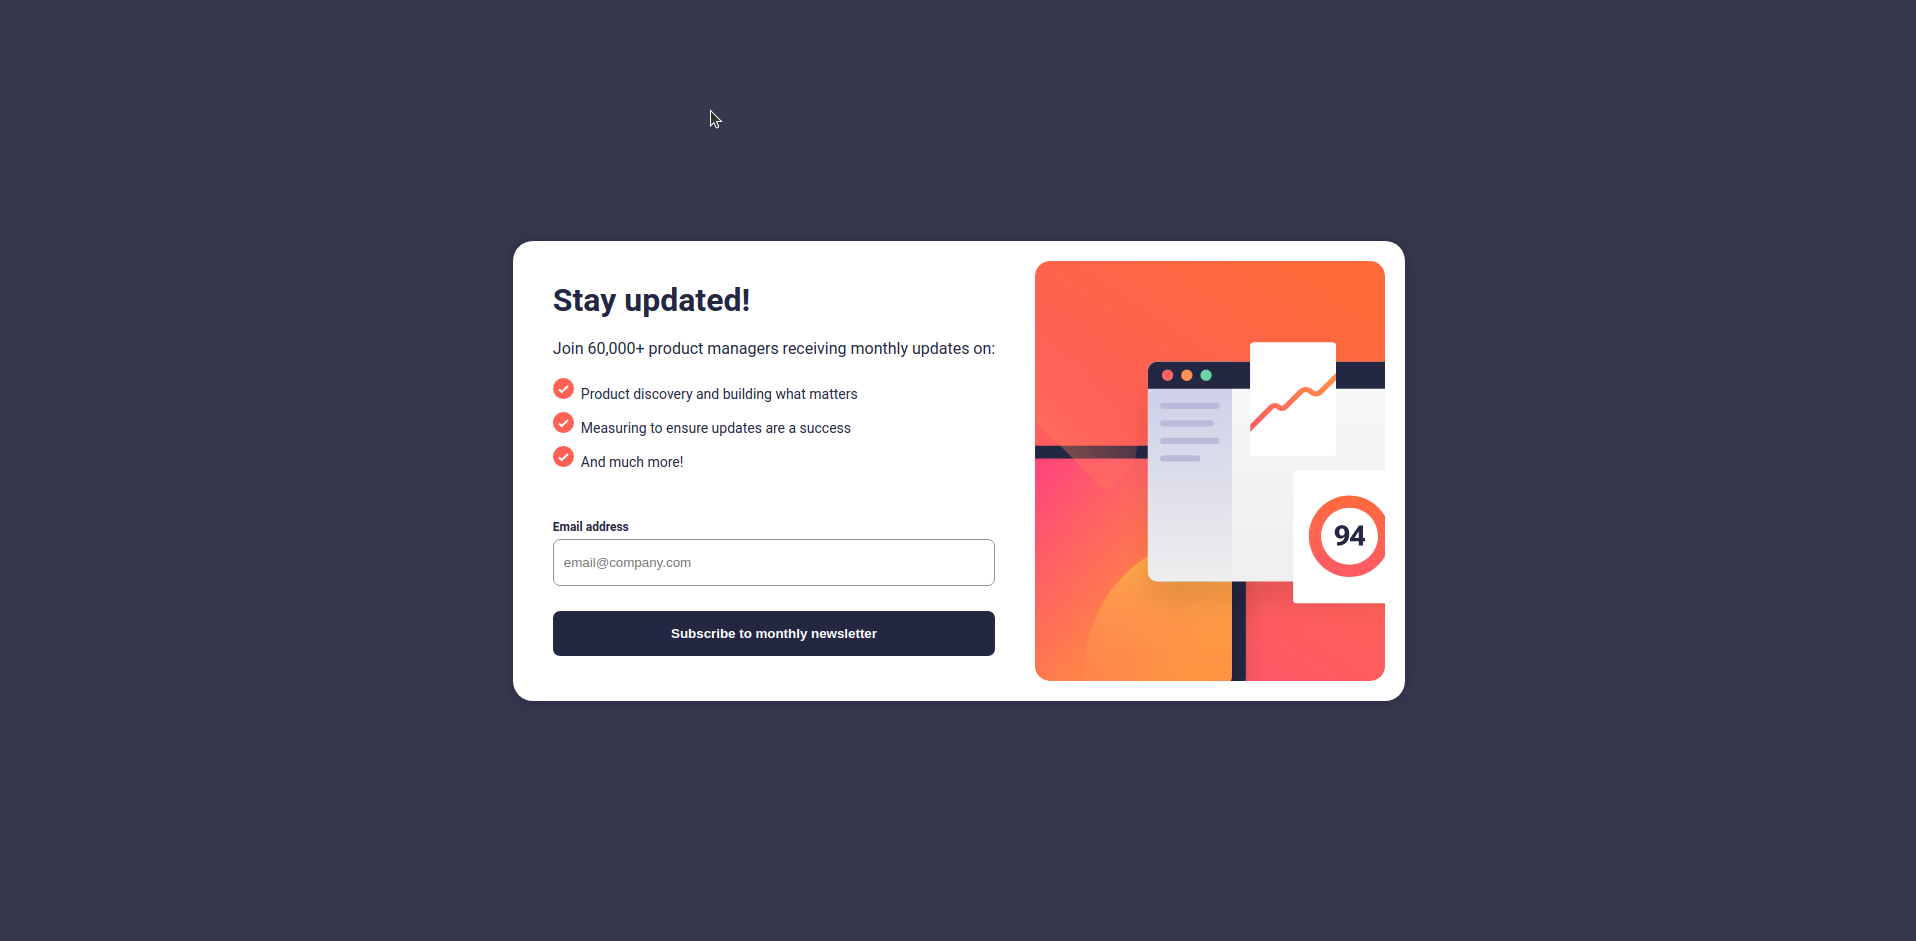 Stay updated!
Join 60,000+ product managers receiving monthly updates on:
Product discovery and building what matters
Measuring to ensure updates are a success
And much more!
Email address
email@company.com
Subscribe to monthly newsletter
94